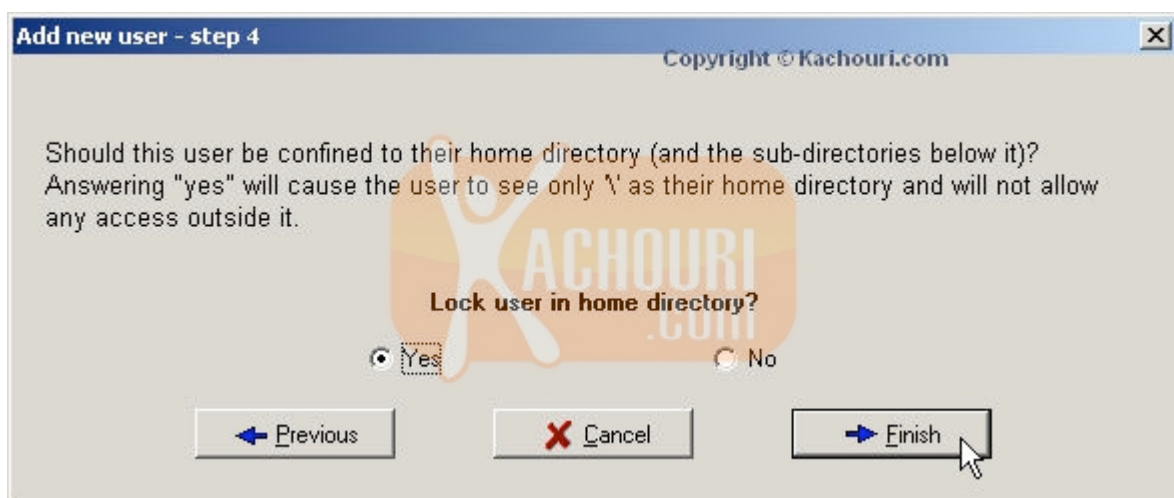 Add new user - step 4
Copyright © Kachouri.com
Should this user be confined to their home directory (and the sub-directories below it)?
Answering "yes" will cause the user to see only '\' as their home directory and will not allow
any access outside it.
KACHOURI
.com
Lock user in home directory?
Yes No
Previous Cancel Finish